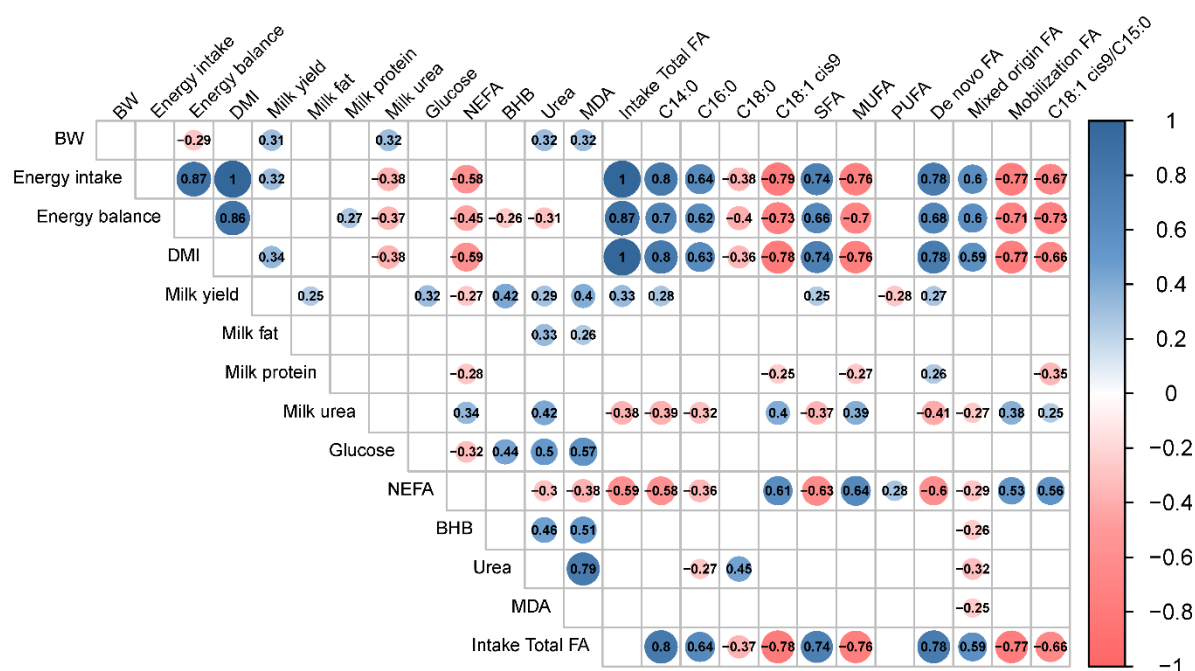 BW
Energy intake
Energy balance
DMI
Milk yield
Milk fat
Milk protein
Milk urea
Glucose
NEFA
BHB
Urea
MDA
Intake Total FA
C14:0
C16:0
C18:0
C18:1 cis9
SFA
MUFA
PUFA
De novo FA
Mixed origin FA
Mobilization FA
C18:1 cis9/C15:0
BW −0.29 0.31 0.32 0.32 0.32
Energy intake 0.87 1 0.32 −0.38 −0.58 1 0.8 0.64 −0.38 −0.79 0.74 −0.76 0.78 0.6 −0.77 −0.67
Energy balance 0.86 0.27 −0.37 −0.45 −0.26 −0.31 0.87 0.7 0.62 −0.4 −0.73 0.66 −0.7 0.68 0.6 −0.71 −0.73
DMI 0.34 −0.38 −0.59 1 0.8 0.63 −0.36 −0.78 0.74 −0.76 0.78 0.59 −0.77 −0.66
Milk yield 0.25 0.32 −0.27 0.42 0.29 0.4 0.33 0.28 0.25 −0.28 0.27
Milk fat 0.33 0.26
Milk protein −0.28 −0.25 −0.27 0.26 −0.35
Milk urea 0.34 0.42 −0.38 −0.39 −0.32 0.4 −0.37 0.39 −0.41 −0.27 0.38 0.25
Glucose −0.32 0.44 0.5 0.57
NEFA −0.3 −0.38 −0.59 −0.58 −0.36 0.61 −0.63 0.64 0.28 −0.6 −0.29 0.53 0.56
BHB 0.46 0.51 −0.26
Urea 0.79 −0.27 0.45 −0.32
MDA −0.25
Intake Total FA 0.8 0.64 −0.37 −0.78 0.74 −0.76 0.78 0.59 −0.77 −0.66
1
0.8
0.6
0.4
0.2
0
−0.2
−0.4
−0.6
−0.8
−1